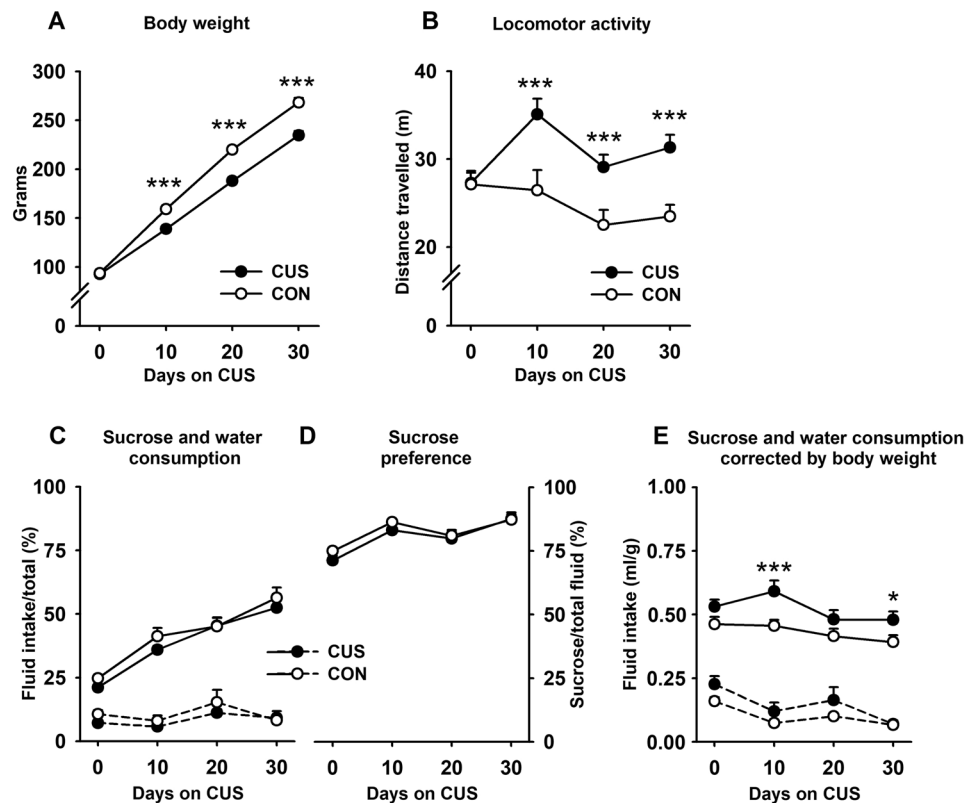 A
Body weight
300
250
200
150
100
0
Grams
***
***
***
CUS
CON
0 10 20 30
Days on CUS
B
Locomotor activity
40
30
20
0
Distance travelled (m)
***
***
***
CUS
CON
0 10 20 30
Days on CUS
C
Sucrose and water
consumption
100
75
50
25
0
Fluid intake/total (%)
0 10 20 30
Days on CUS
CUS
CON
D
Sucrose
preference
100
75
50
25
0
Sucrose/total fluid (%)
0 10 20 30
Days on CUS
E
Sucrose and water consumption
corrected by body weight
1.00
0.75
0.50
0.25
0.00
Fluid intake (ml/g)
***
*
0 10 20 30
Days on CUS